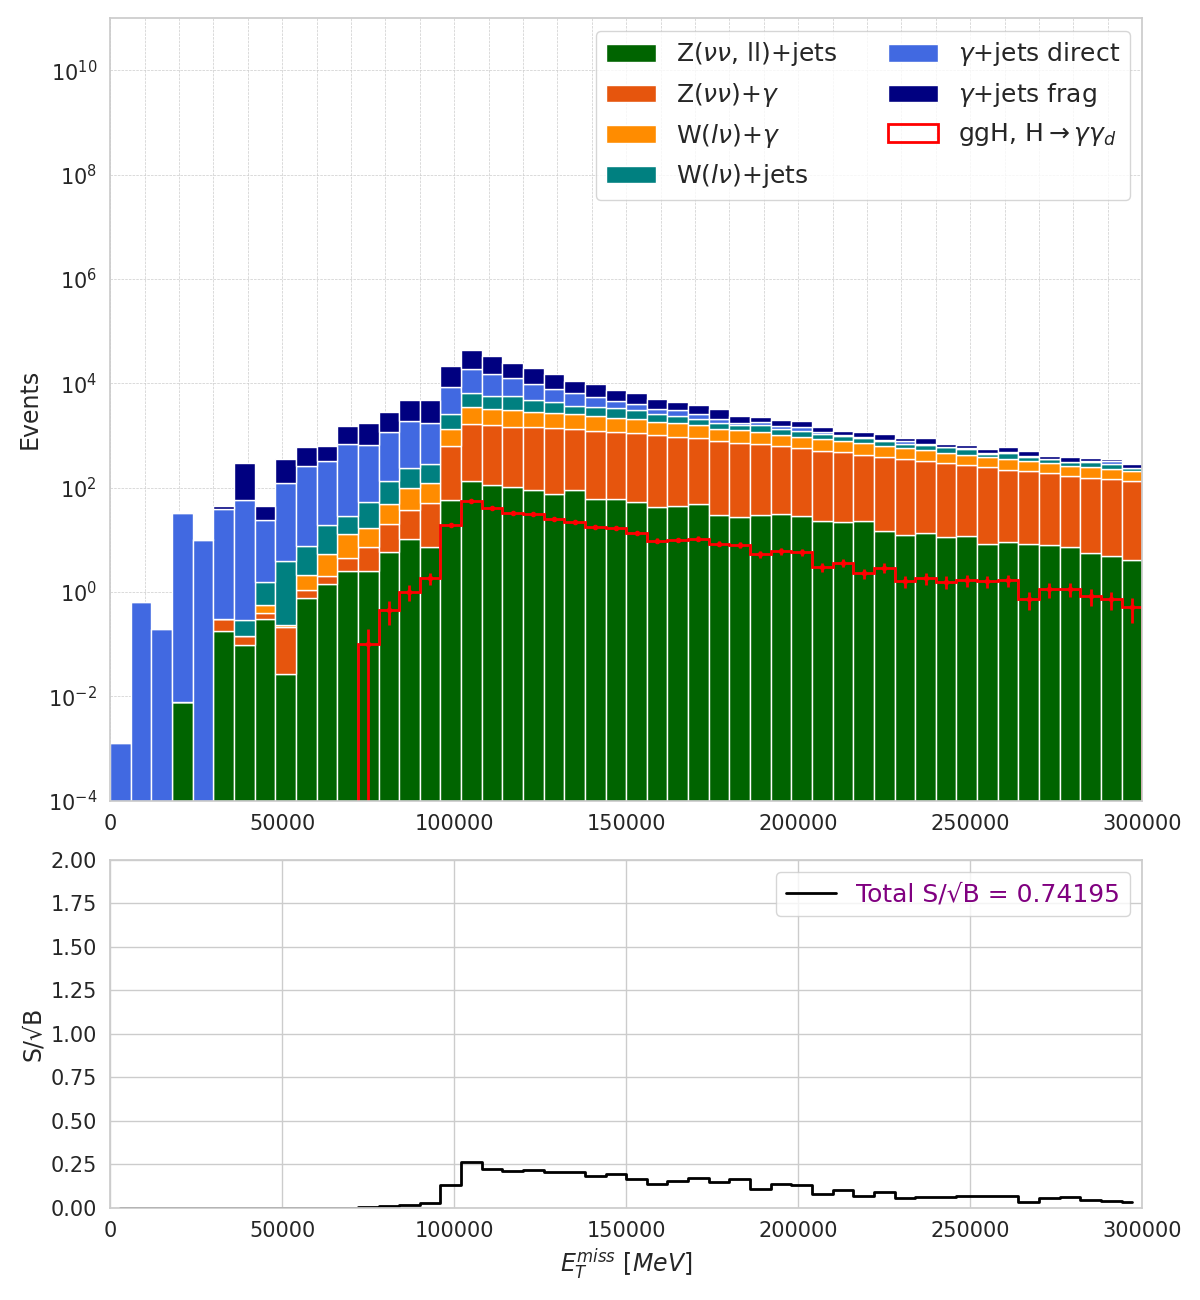 Z(νν, ll)+jets
Z(νν)+γ
W(lν)+γ
W(lν)+jets
γ+jets direct
γ+jets frag
ggH, H→γγ_d
Events
10^10
10^8
10^6
10^4
10^2
10^0
10^−2
10^−4
0 50000 100000 150000 200000 250000 300000
Total S/√B = 0.74195
S/√B
2.00
1.75
1.50
1.25
1.00
0.75
0.50
0.25
0.00
0 50000 100000 150000 200000 250000 300000
E_T^miss [MeV]